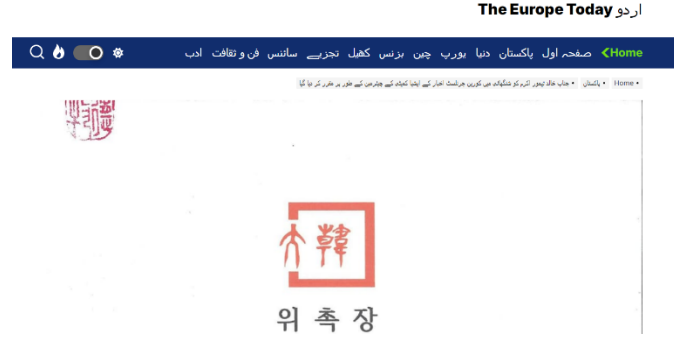 The Europe Today اردو
Home صفحہ اول پاکستان دنیا یورپ چین بزنس کھیل تجزیے سائنس فن و ثقافت ادب
Home • پاکستان • جناب خالد تیمور اکرم کو شنگھائی میں کورین جرنلسٹ اخبار کے ایشیا کمیٹی کے چیئرمین کے طور پر مقرر کر دیا گیا
大韓
위촉장